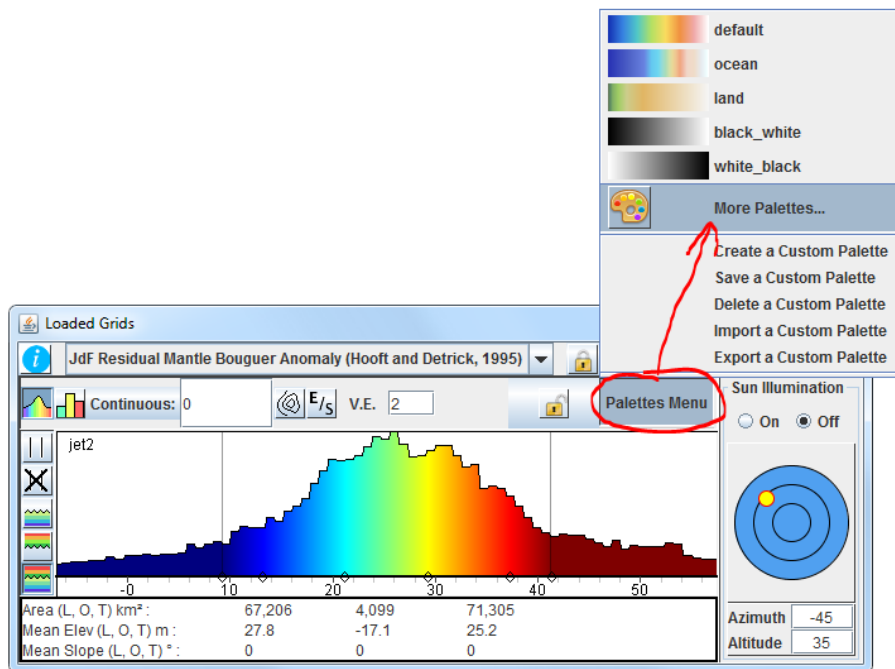 default
ocean
land
black_white
white_black
More Palettes...
Create a Custom Palette
Save a Custom Palette
Delete a Custom Palette
Import a Custom Palette
Export a Custom Palette
Loaded Grids
JdF Residual Mantle Bouguer Anomaly (Hooft and Detrick, 1995)
Continuous: 0 E/S V.E. 2 Palettes Menu
Sun Illumination
On Off
jet2
-0 10 20 30 40 50
Area (L, O, T) km² : 67,206 4,099 71,305
Mean Elev (L, O, T) m : 27.8 -17.1 25.2
Mean Slope (L, O, T) ° : 0 0 0
Azimuth -45
Altitude 35